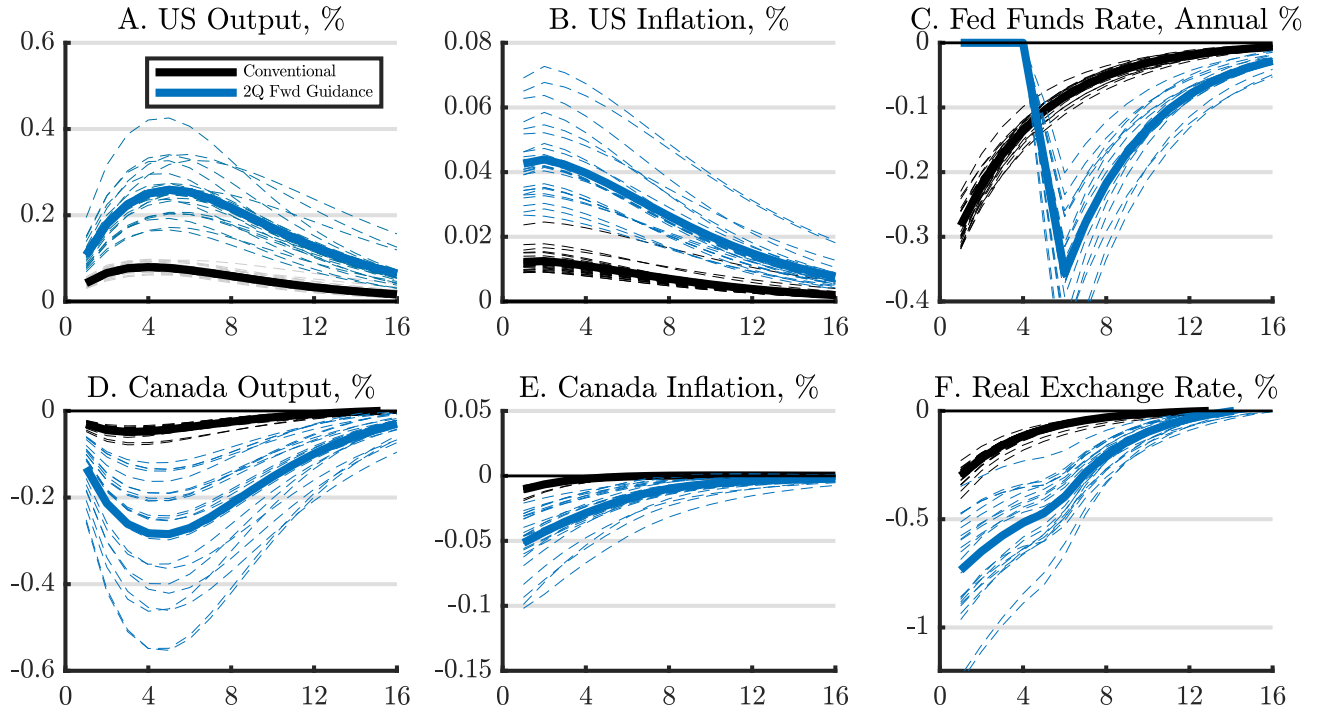 A. US Output, %
B. US Inflation, %
C. Fed Funds Rate, Annual %
0.6
0.4
0.2
0
Conventional
2Q Fwd Guidance
0 4 8 12 16
0.08
0.06
0.04
0.02
0
0 4 8 12 16
0
-0.1
-0.2
-0.3
-0.4
0 4 8 12 16
D. Canada Output, %
E. Canada Inflation, %
F. Real Exchange Rate, %
0
-0.2
-0.4
-0.6
0 4 8 12 16
0.05
0
-0.05
-0.1
-0.15
0 4 8 12 16
0
-0.5
-1
0 4 8 12 16